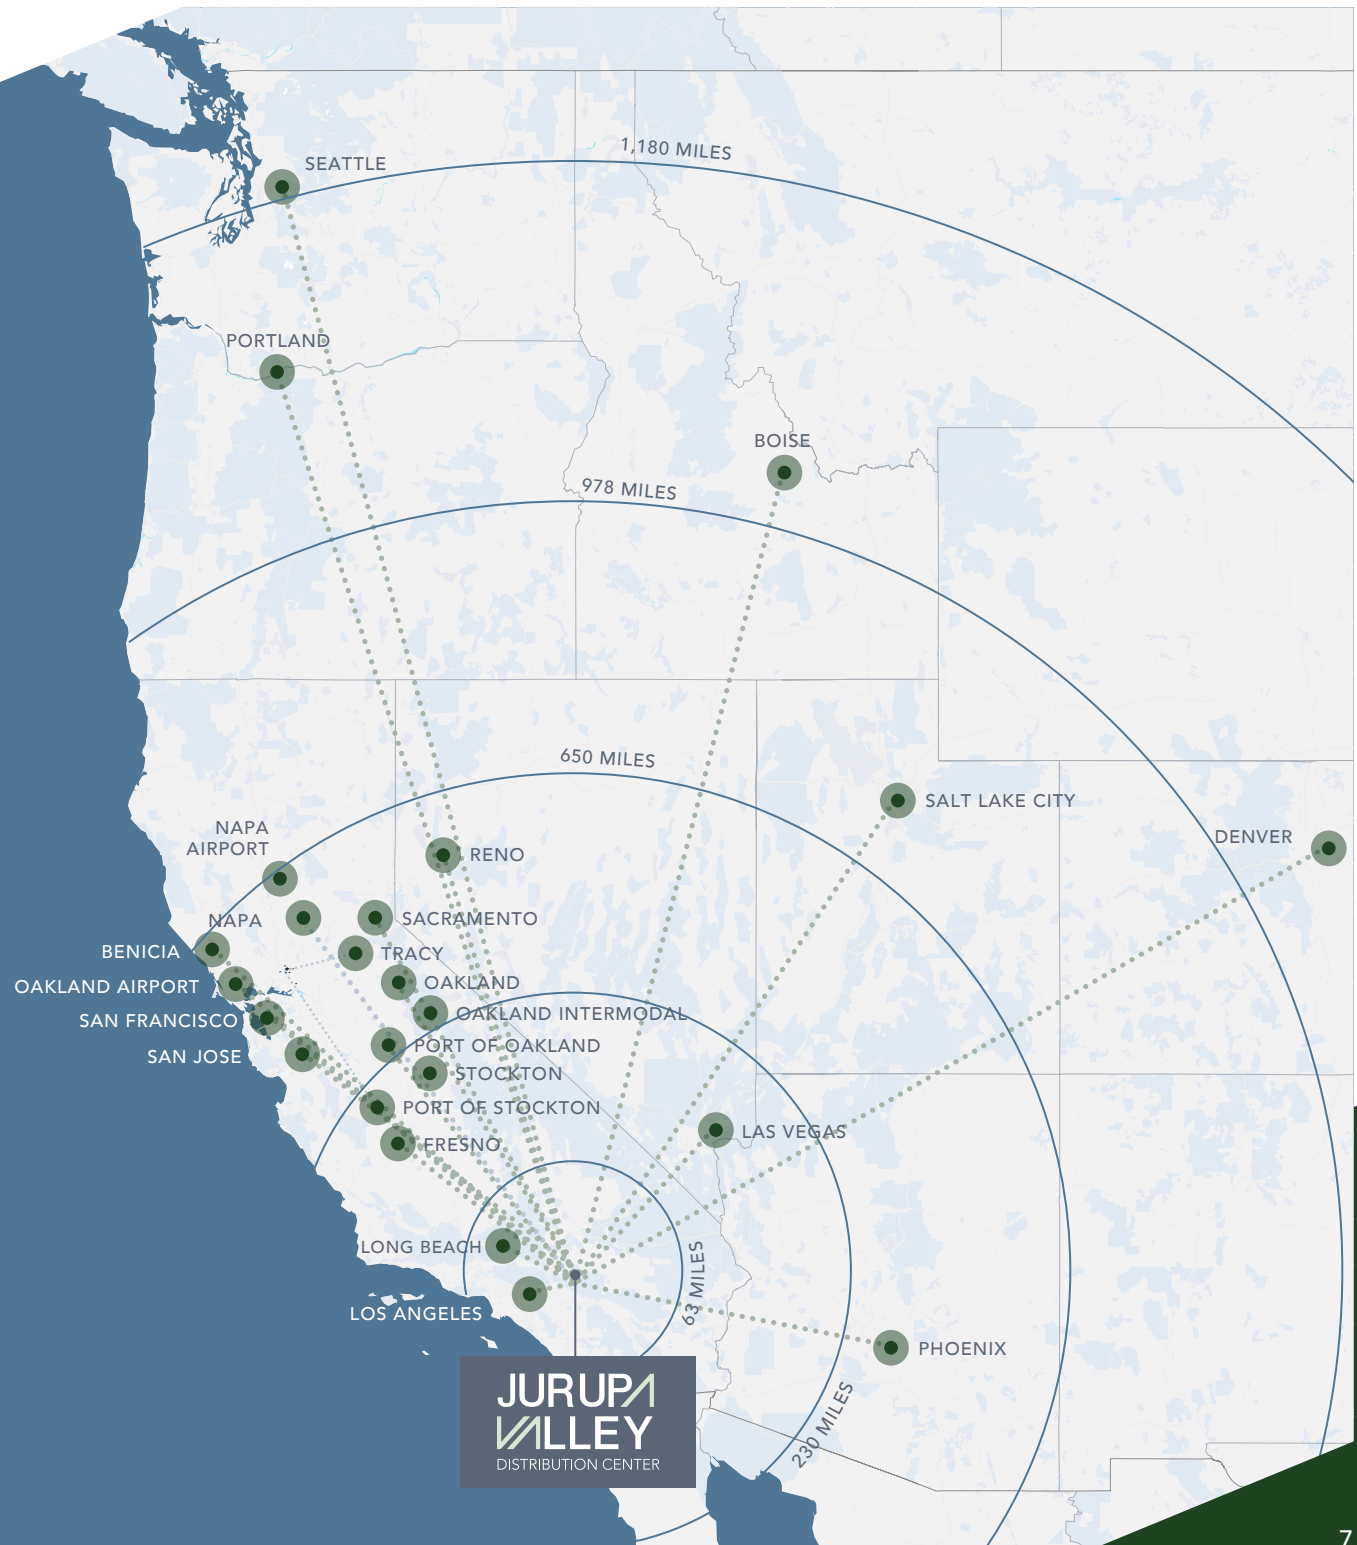 1,180 MILES
SEATTLE
PORTLAND
BOISE
978 MILES
650 MILES
SALT LAKE CITY
NAPA
AIRPORT
DENVER
RENO
NAPA
SACRAMENTO
BENICIA
TRACY
OAKLAND AIRPORT
OAKLAND
SAN FRANCISCO
OAKLAND INTERMODAL
SAN JOSE
PORT OF OAKLAND
STOCKTON
PORT OF STOCKTON
LAS VEGAS
FRESNO
LONG BEACH
63 MILES
LOS ANGELES
PHOENIX
230 MILES
JURUPA
VALLEY
DISTRIBUTION CENTER
7